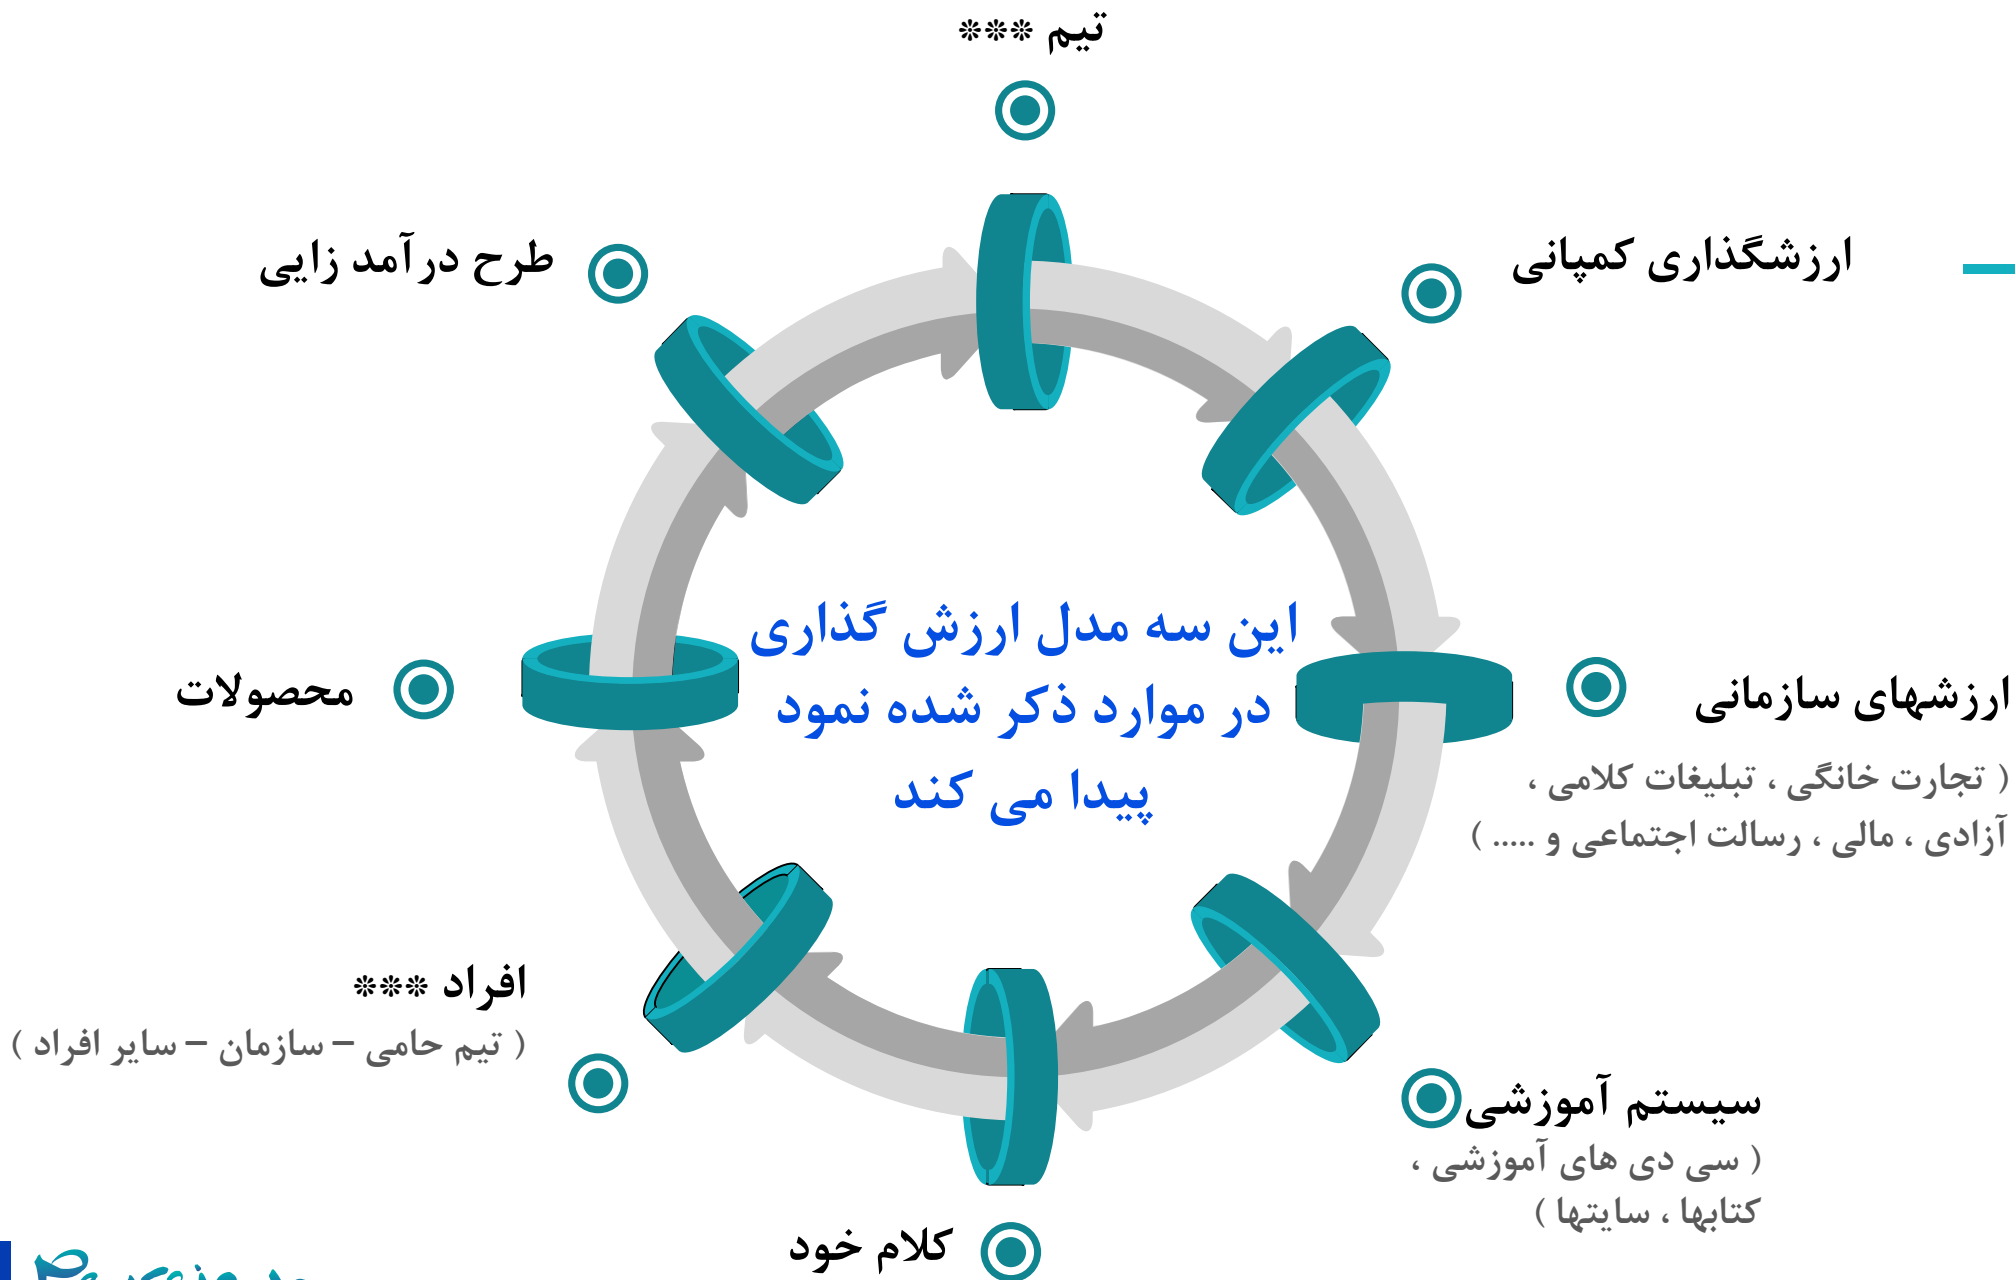 تیم ***
ارزشگذاری کمپانی
طرح درآمد زایی
این سه مدل ارزش گذاری
در موارد ذکر شده نمود
پیدا می کند
ارزشهای سازمانی
( تجارت خانگی ، تبلیغات کلامی ،
آزادی ، مالی ، رسالت اجتماعی و ..... )
محصولات
افراد ***
( تیم حامی – سازمان – سایر افراد )
سیستم آموزشی
( سی دی های آموزشی ،
کتابها ، سایتها )
کلام خود